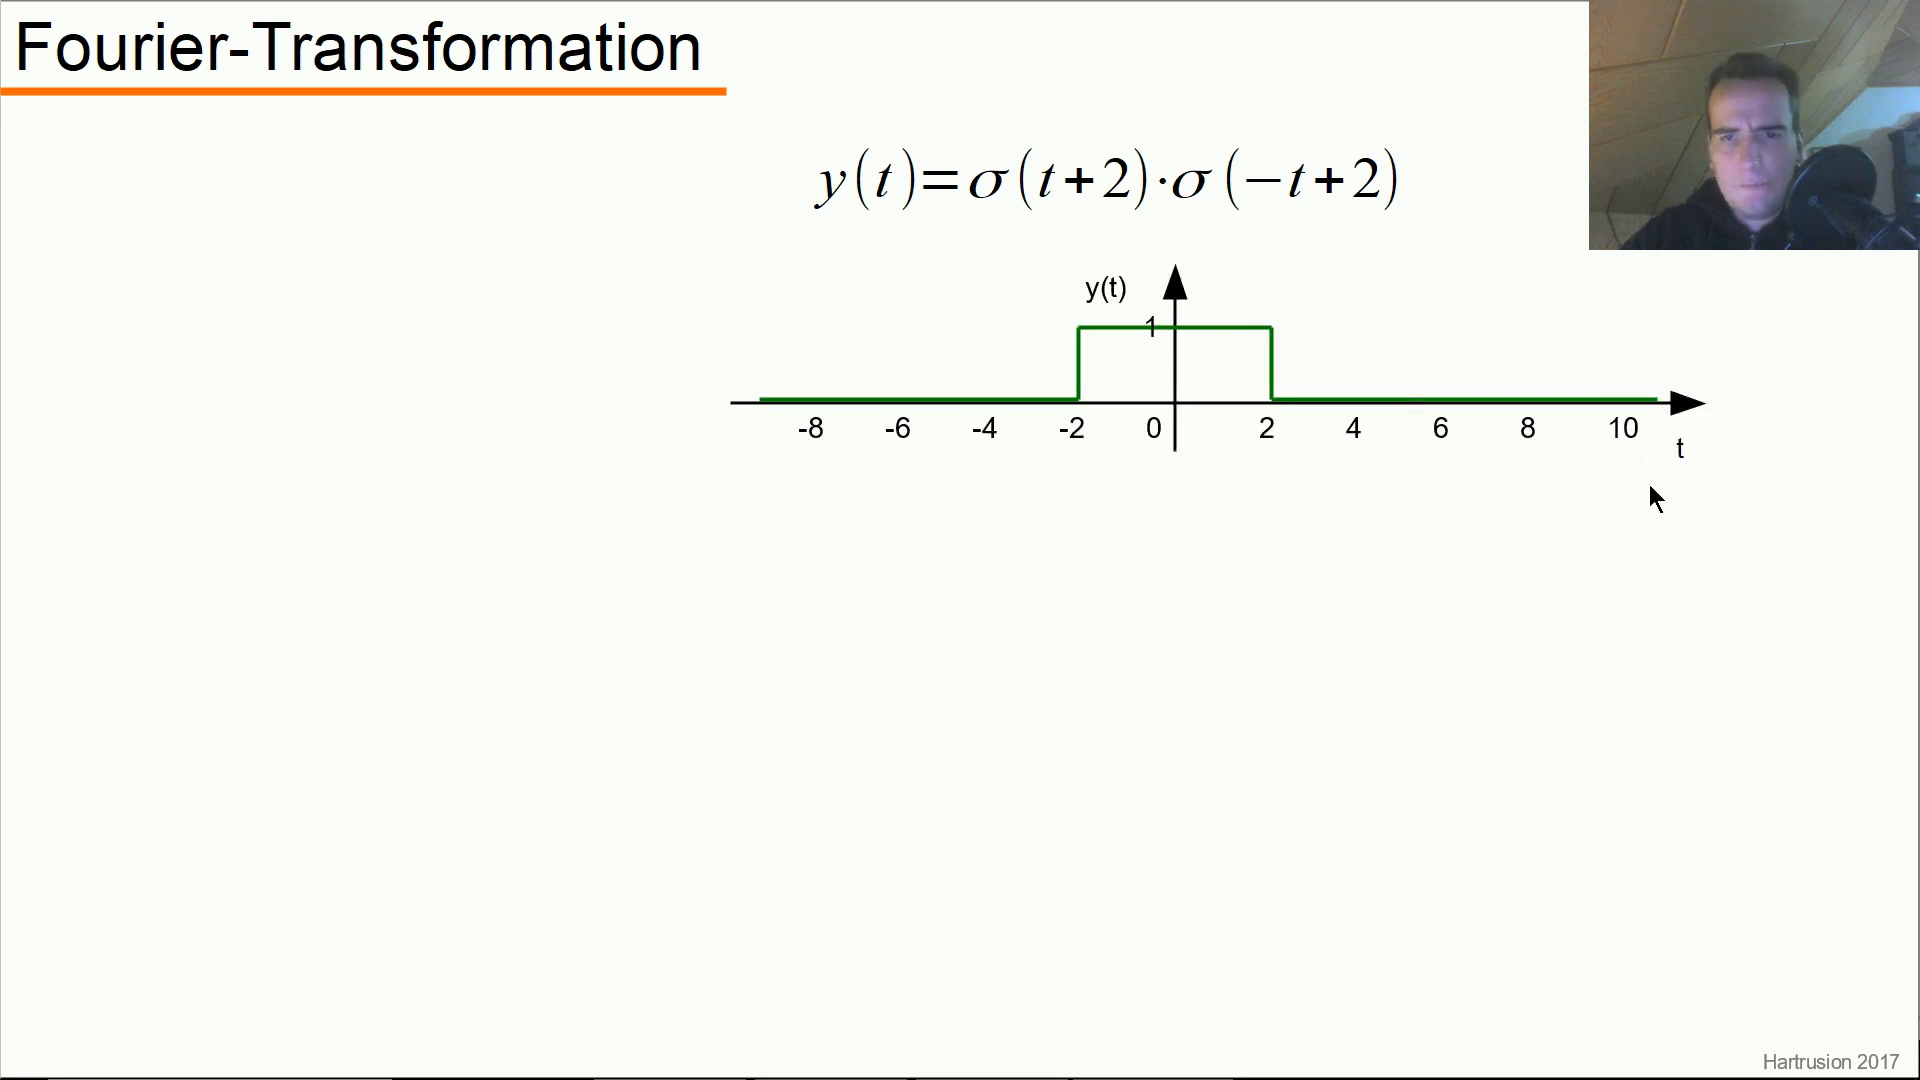 Fourier-Transformation
y(t)=σ(t+2)·σ(−t+2)
y(t)
1
-8 -6 -4 -2 0 2 4 6 8 10
t
Hartrusion 2017